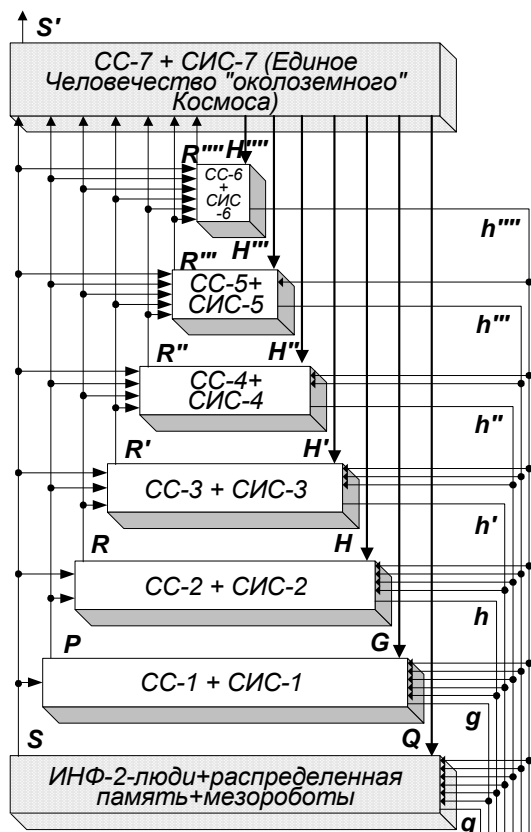 S'
СС-7 + СИС-7 (Единое
Человечество "околоземного"
Космоса)
R'''' H''''
СС-6
+
СИС
-6
h''''
R''' H'''
СС-5+
СИС-5
h'''
R'' H''
СС-4+
СИС-4
h''
R' H'
СС-3 + СИС-3
h'
R H
СС-2 + СИС-2
h
P G
СС-1 + СИС-1
g
S Q
ИНФ-2-люди+распределенная
память+мезороботы
q